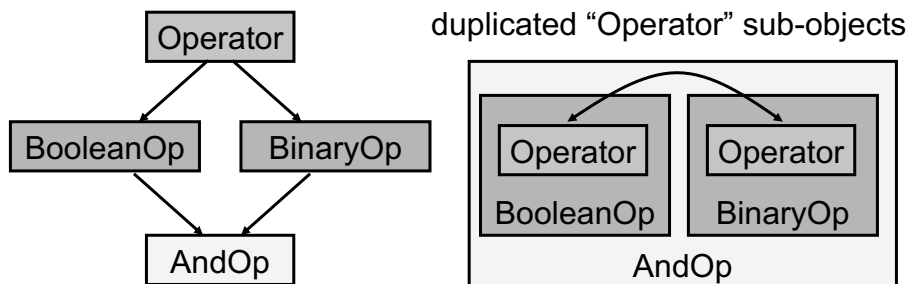 Operator
BooleanOp
BinaryOp
AndOp
duplicated “Operator” sub-objects
Operator
Operator
BooleanOp
BinaryOp
AndOp